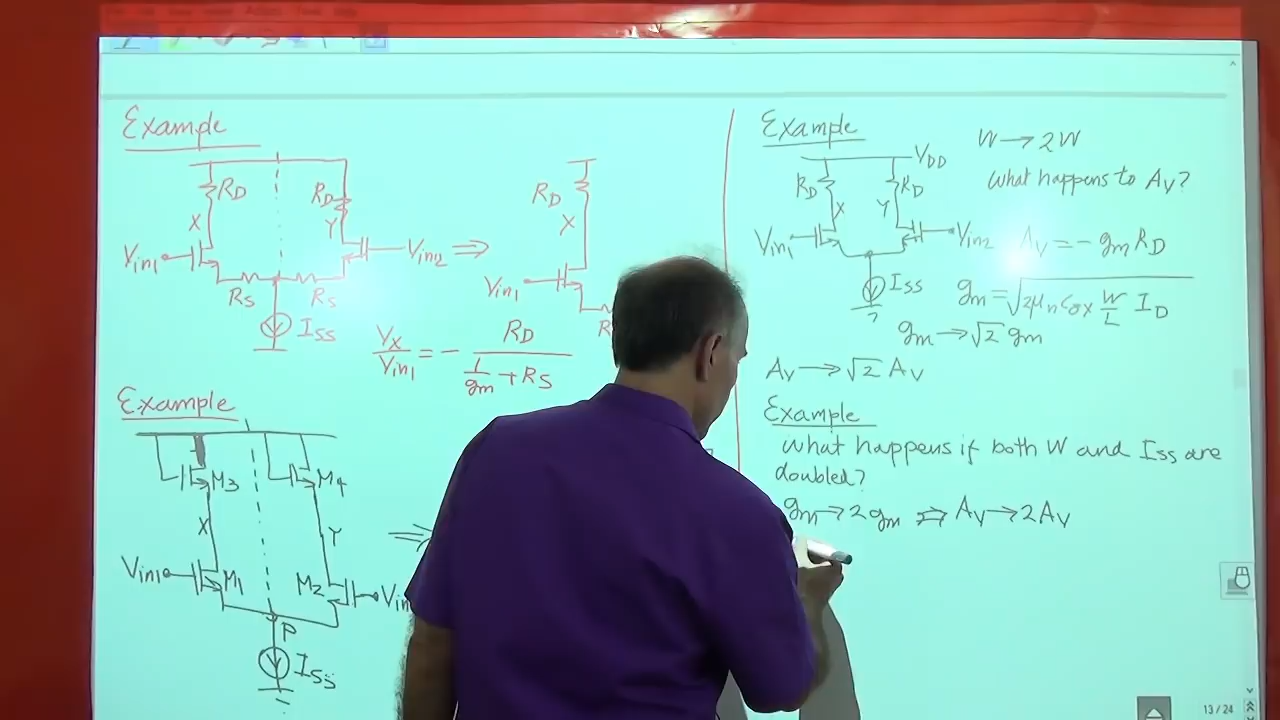 Example
RD
RD
X
Y
Vin1
Vin2 ⇒
RS
RS
ISS
RD
X
Vin1
VX/Vin1 = - RD/(1/gm + RS)
Example
M3
M4
X
Y
⇒
Vin1
M1
M2
P
ISS
Example
W → 2W
VDD
What happens to AV?
RD
RD
X
Y
Vin1
Vin2
AV = - gm RD
ISS
gm = √(2μn Cox W/L ID)
gm → √2 gm
AV → √2 AV
Example
What happens if both W and ISS are
doubled?
gm → 2gm ⇒ AV → 2AV
13 / 24